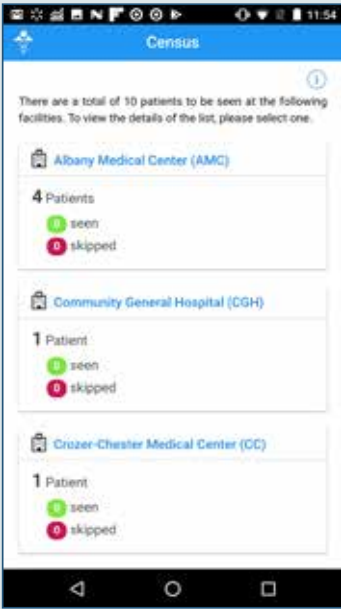 11:54
Census
There are a total of 10 patients to be seen at the following
facilities. To view the details of the list, please select one.
Albany Medical Center (AMC)
4 Patients
0 seen
0 skipped
Community General Hospital (CGH)
1 Patient
0 seen
0 skipped
Crozer-Chester Medical Center (CC)
1 Patient
0 seen
0 skipped